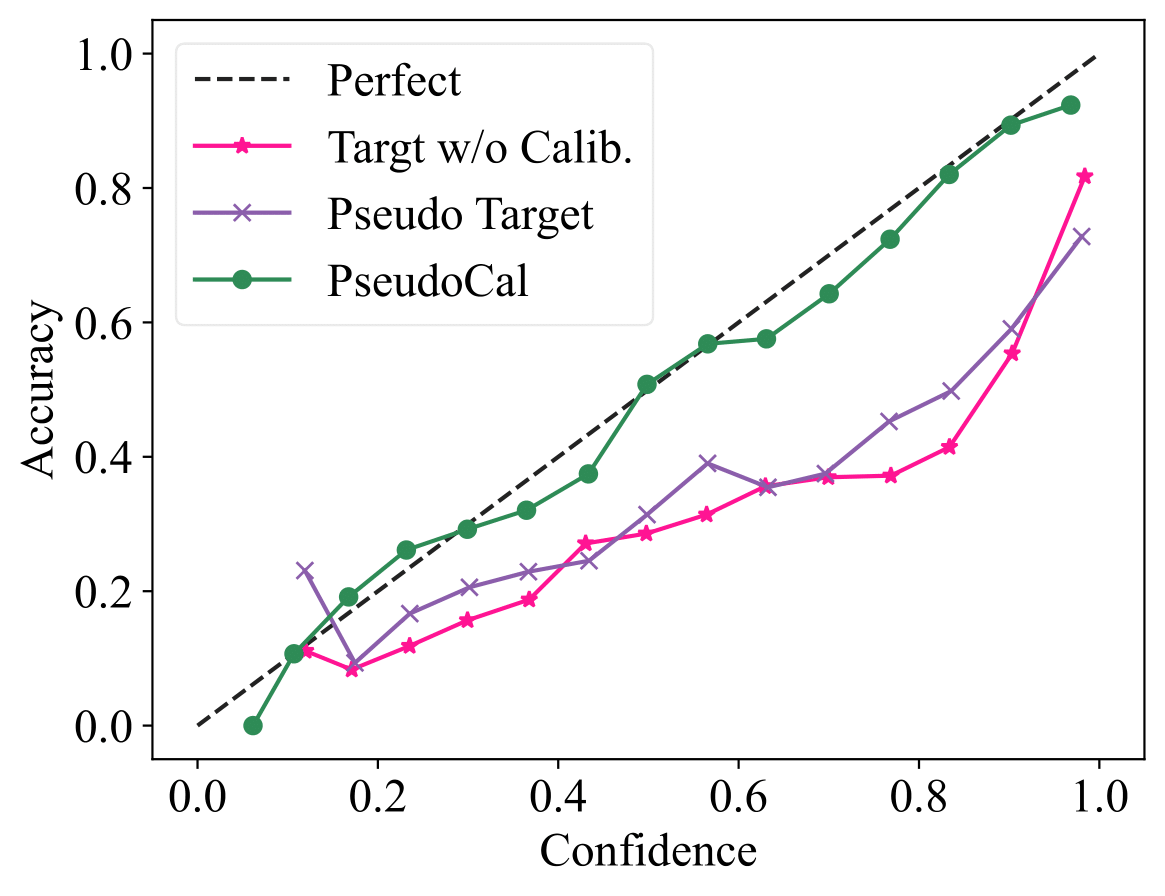 1.0
0.8
0.6
0.4
0.2
0.0
Accuracy
Perfect
Targt w/o Calib.
Pseudo Target
PseudoCal
0.0 0.2 0.4 0.6 0.8 1.0
Confidence